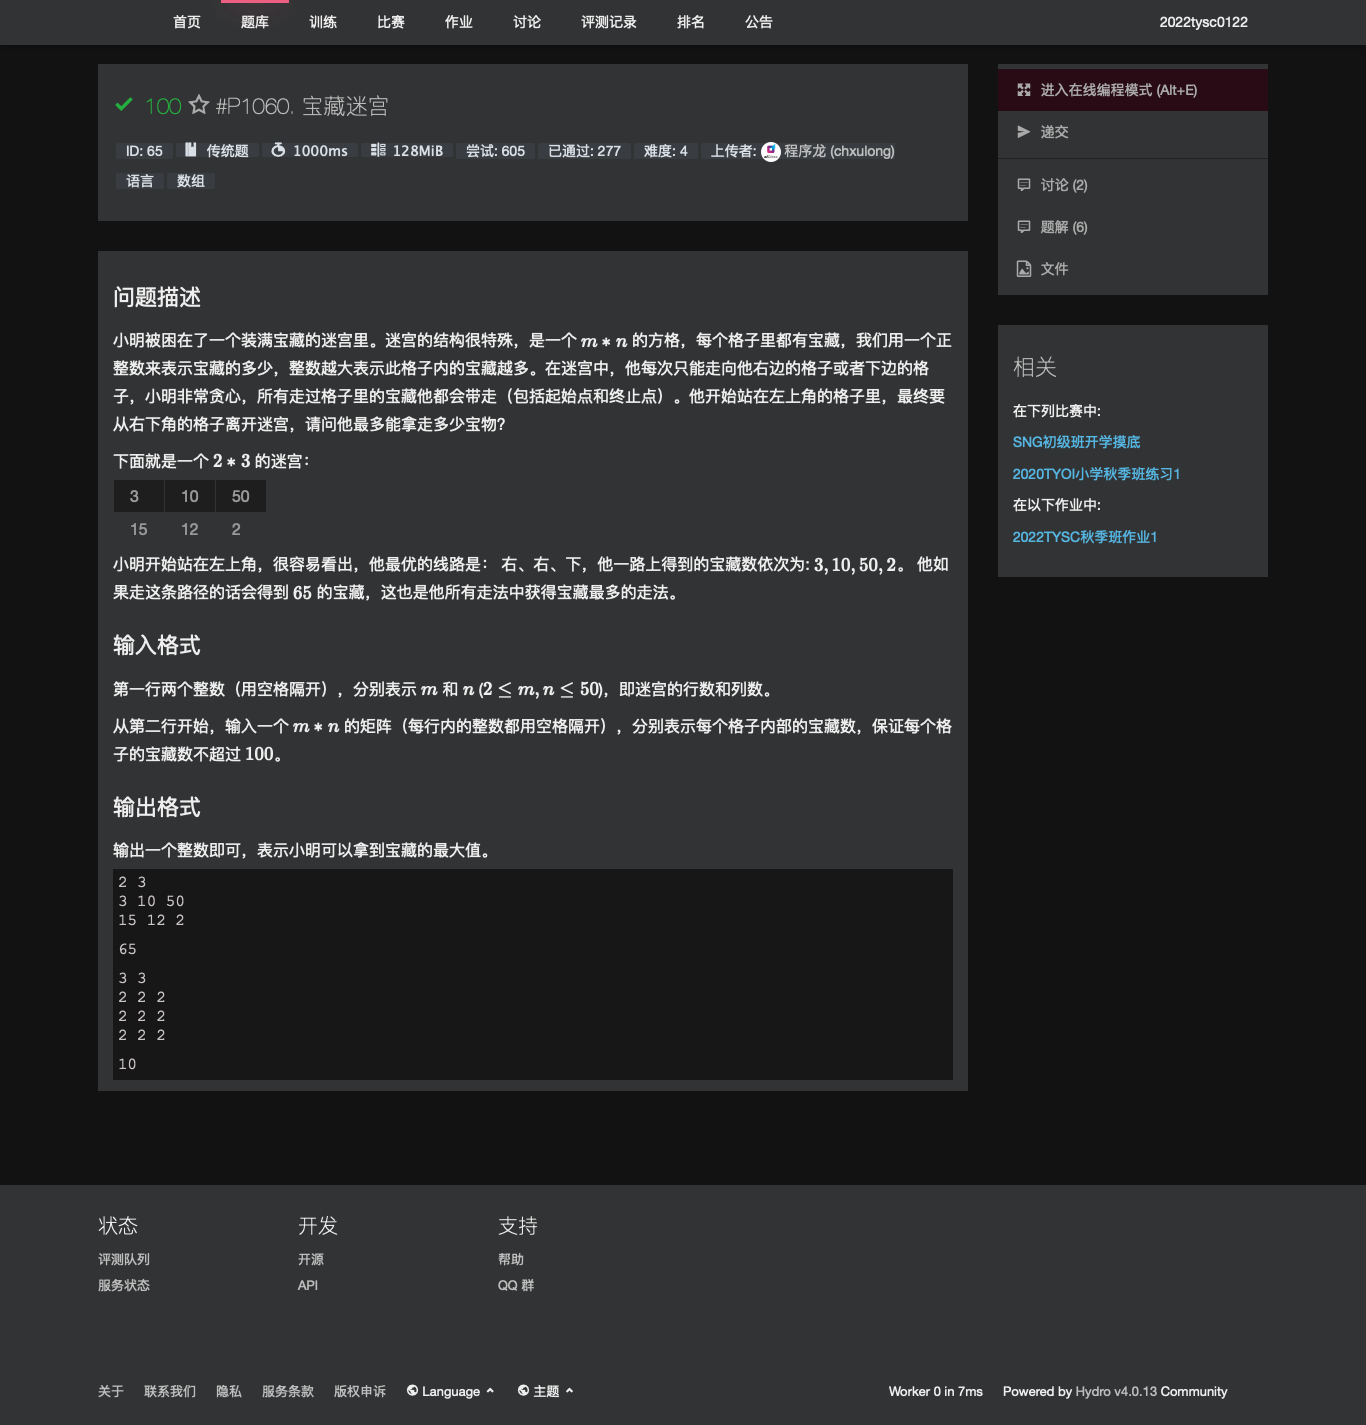 首页 题库 训练 比赛 作业 讨论 评测记录 排名 公告 2022tysc0122
100 #P1060. 宝藏迷宫
ID: 65 传统题 1000ms 128MiB 尝试: 605 已通过: 277 难度: 4 上传者: 程序龙 (chxulong)
语言 数组
问题描述
小明被困在了一个装满宝藏的迷宫里。迷宫的结构很特殊，是一个 m * n 的方格，每个格子里都有宝藏，我们用一个正
整数来表示宝藏的多少，整数越大表示此格子内的宝藏越多。在迷宫中，他每次只能走向他右边的格子或者下边的格
子，小明非常贪心，所有走过格子里的宝藏他都会带走（包括起始点和终止点）。他开始站在左上角的格子里，最终要
从右下角的格子离开迷宫，请问他最多能拿走多少宝物？
下面就是一个 2 * 3 的迷宫：
3 10 50
15 12 2
小明开始站在左上角，很容易看出，他最优的线路是： 右、右、下，他一路上得到的宝藏数依次为: 3, 10, 50, 2。 他如
果走这条路径的话会得到 65 的宝藏，这也是他所有走法中获得宝藏最多的走法。
输入格式
第一行两个整数（用空格隔开），分别表示 m 和 n (2 ≤ m, n ≤ 50)，即迷宫的行数和列数。
从第二行开始，输入一个 m * n 的矩阵（每行内的整数都用空格隔开），分别表示每个格子内部的宝藏数，保证每个格
子的宝藏数不超过 100。
输出格式
输出一个整数即可，表示小明可以拿到宝藏的最大值。
2 3
3 10 50
15 12 2
65
3 3
2 2 2
2 2 2
2 2 2
10
进入在线编程模式 (Alt+E)
递交
讨论 (2)
题解 (6)
文件
相关
在下列比赛中:
SNG初级班开学摸底
2020TYOI小学秋季班练习1
在以下作业中:
2022TYSC秋季班作业1
状态 开发 支持
评测队列 开源 帮助
服务状态 API QQ 群
关于 联系我们 隐私 服务条款 版权申诉 Language 主题 Worker 0 in 7ms Powered by Hydro v4.0.13 Community